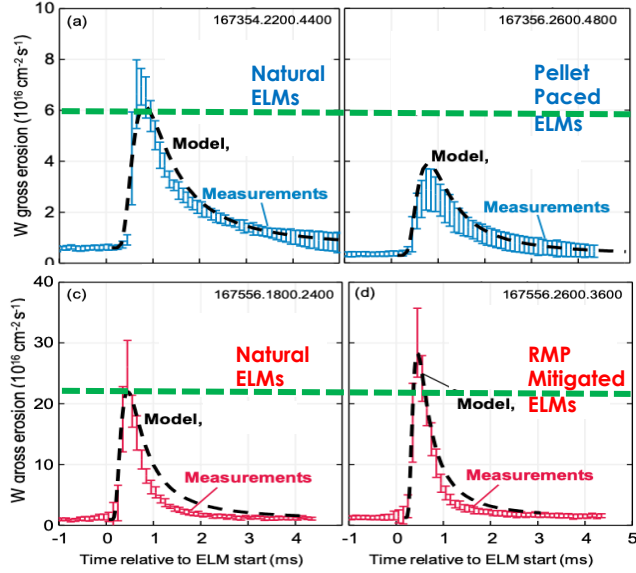 10
8
6
4
2
0
W gross erosion (10¹⁶ cm⁻² s⁻¹)
(a)
167354.2200.4400
Natural
ELMs
Model,
Measurements
167356.2600.4800
Pellet
Paced
ELMs
Model,
Measurements
40
30
20
10
0
W gross erosion (10¹⁶ cm⁻² s⁻¹)
(c)
167556.1800.2400
Natural
ELMs
Model,
Measurements
-1 0 1 2 4
Time relative to ELM start (ms)
(d)
167556.2600.3600
RMP
Mitigated
ELMs
Model,
Measurements
-1 0 1 2 3 4 5
Time relative to ELM start (ms)